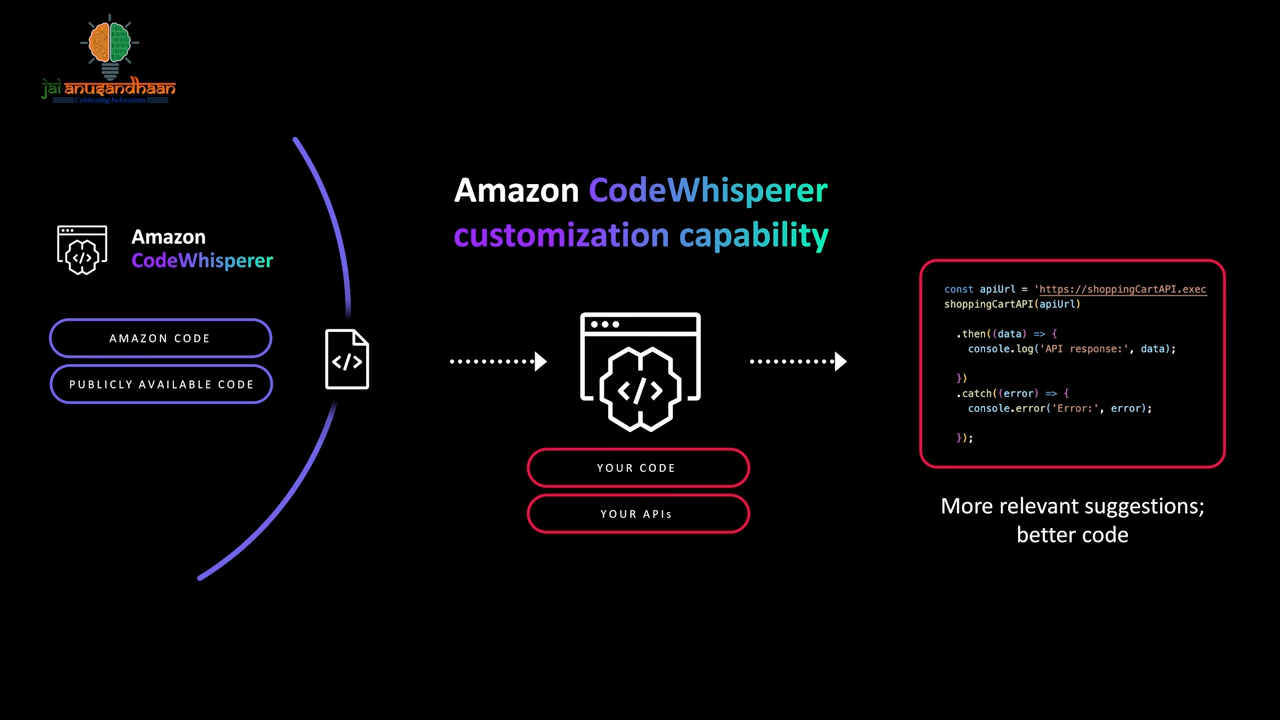 jai anusandhaan
Celebrating Indovations
Amazon
CodeWhisperer
AMAZON CODE
PUBLICLY AVAILABLE CODE
</>
Amazon CodeWhisperer
customization capability
</>
YOUR CODE
YOUR APIs
const apiUrl = 'https://shoppingCartAPI.exec
shoppingCartAPI(apiUrl)
.then((data) => {
console.log('API response:', data);
})
.catch((error) => {
console.error('Error:', error);
});
More relevant suggestions;
better code